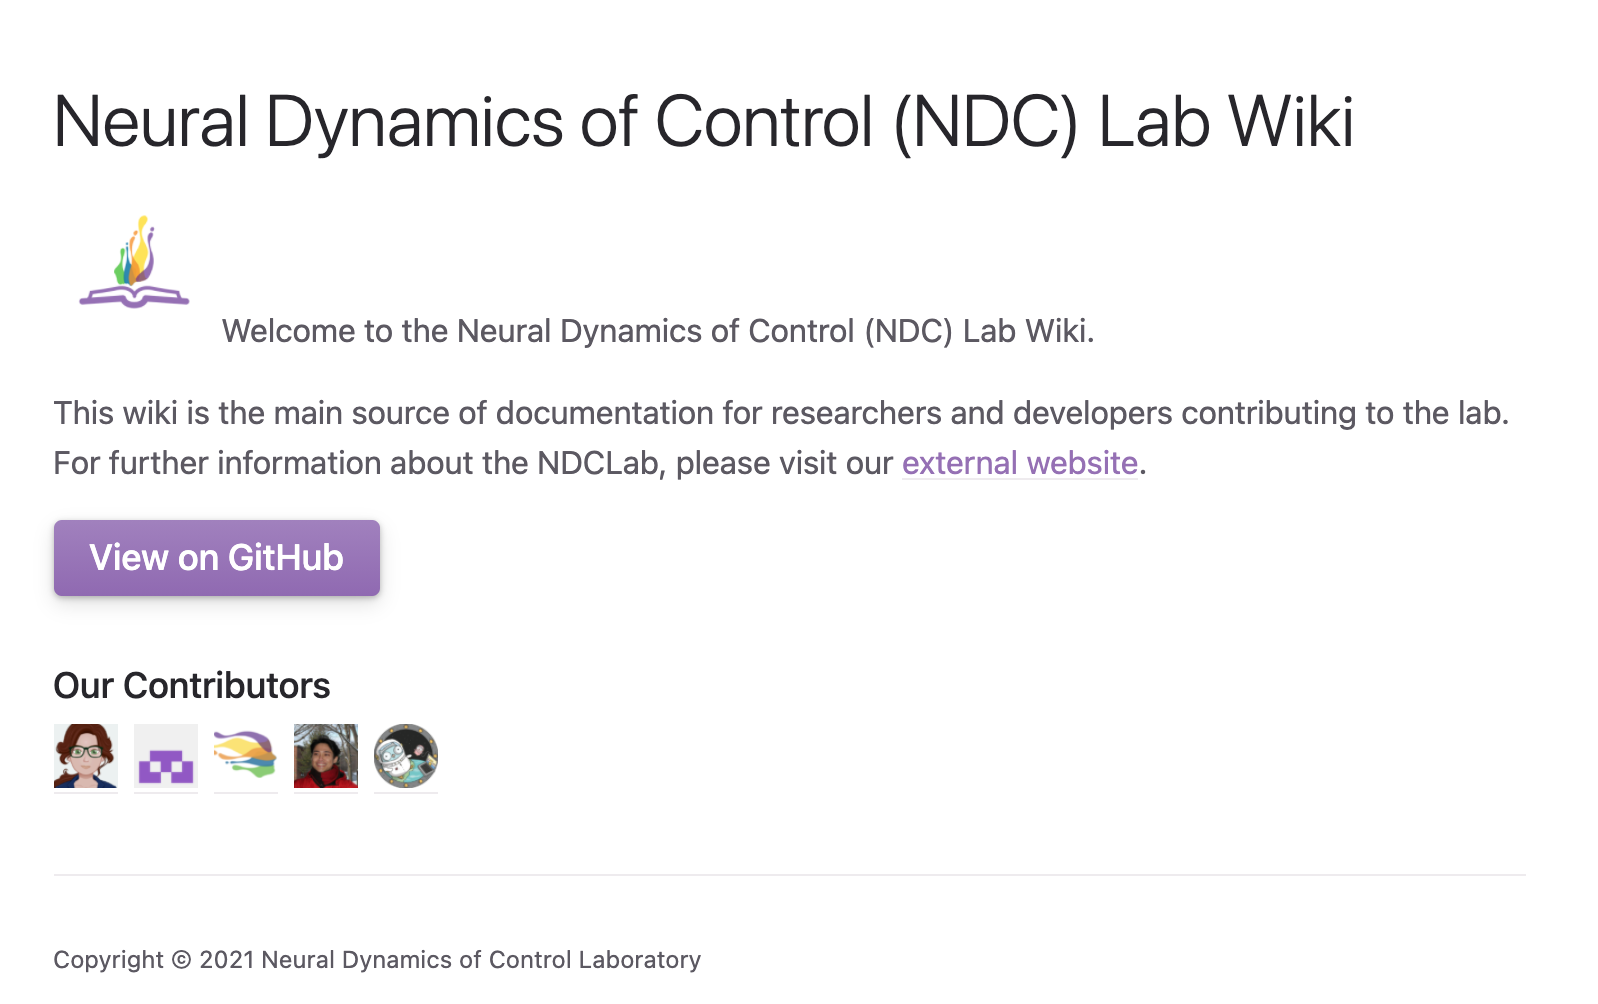 Neural Dynamics of Control (NDC) Lab Wiki
Welcome to the Neural Dynamics of Control (NDC) Lab Wiki.
This wiki is the main source of documentation for researchers and developers contributing to the lab.
For further information about the NDCLab, please visit our external website.
View on GitHub
Our Contributors
Copyright © 2021 Neural Dynamics of Control Laboratory